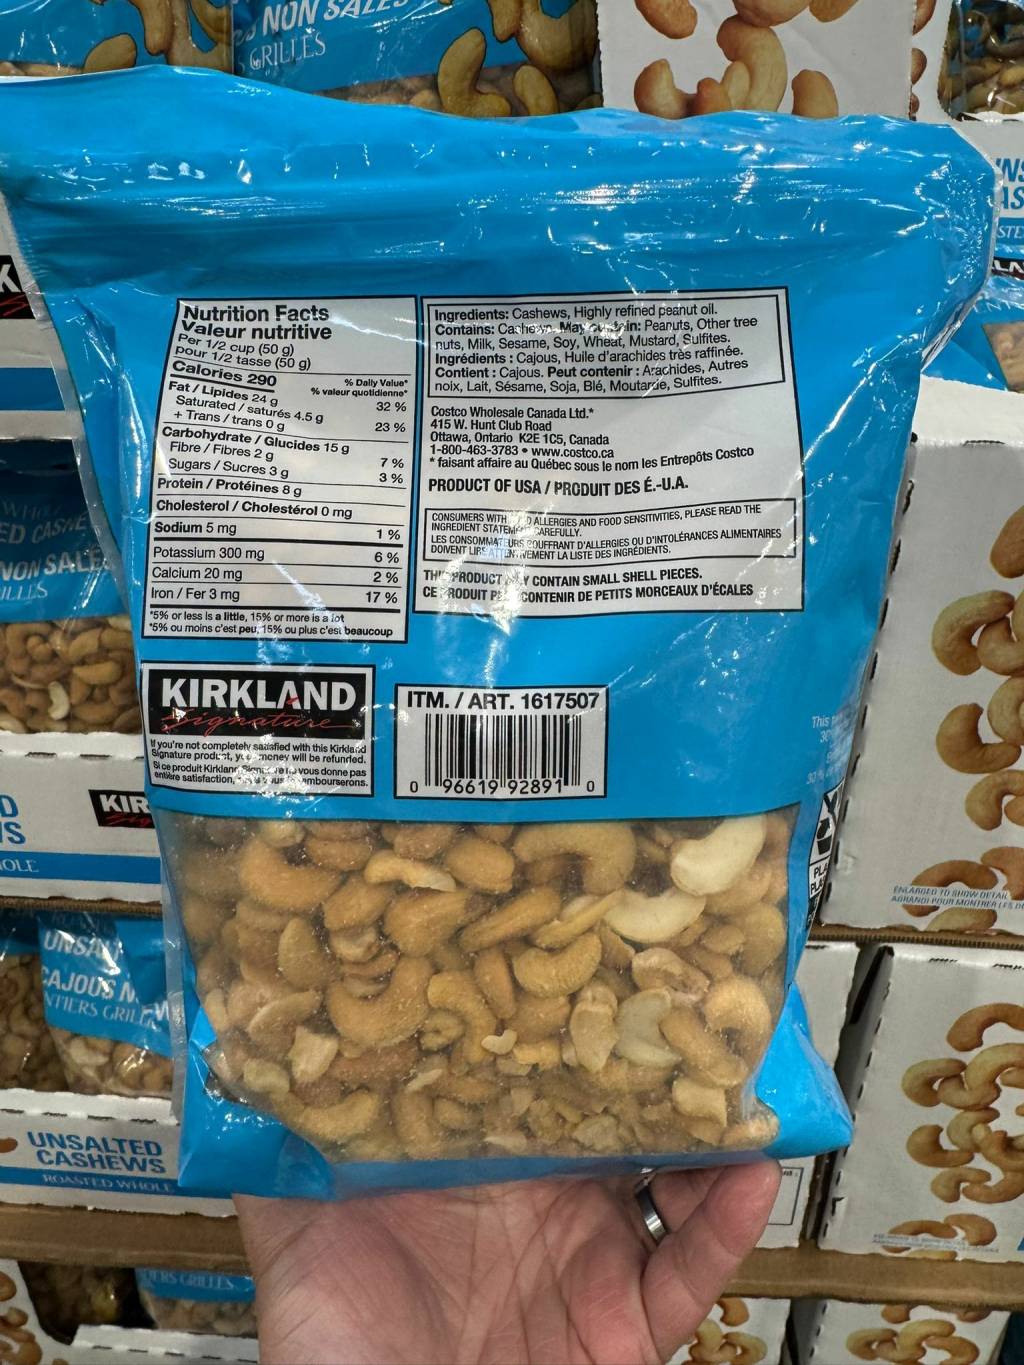 NON SALÉS
GRILLÉS
Nutrition Facts
Valeur nutritive
Per 1/2 cup (50 g)
pour 1/2 tasse (50 g)
Calories 290
% Daily Value*
% valeur quotidienne*
Fat / Lipides 24 g 32 %
Saturated / saturés 4.5 g
+ Trans / trans 0 g 23 %
Carbohydrate / Glucides 15 g
Fibre / Fibres 2 g 7 %
Sugars / Sucres 3 g 3 %
Protein / Protéines 8 g
Cholesterol / Cholestérol 0 mg
Sodium 5 mg 1 %
Potassium 300 mg 6 %
Calcium 20 mg 2 %
Iron / Fer 3 mg 17 %
*5% or less is a little, 15% or more is a lot
*5% ou moins c'est peu, 15% ou plus c'est beaucoup
Ingredients: Cashews, Highly refined peanut oil.
Contains: Cashews. May contain: Peanuts, Other tree
nuts, Milk, Sesame, Soy, Wheat, Mustard, Sulfites.
Ingrédients : Cajous, Huile d'arachides très raffinée.
Contient : Cajous. Peut contenir : Arachides, Autres
noix, Lait, Sésame, Soja, Blé, Moutarde, Sulfites.
Costco Wholesale Canada Ltd.*
415 W. Hunt Club Road
Ottawa, Ontario K2E 1C5, Canada
1-800-463-3783 • www.costco.ca
* faisant affaire au Québec sous le nom les Entrepôts Costco
PRODUCT OF USA / PRODUIT DES É.-U.A.
CONSUMERS WITH FOOD ALLERGIES AND FOOD SENSITIVITIES, PLEASE READ THE
INGREDIENT STATEMENT CAREFULLY.
LES CONSOMMATEURS SOUFFRANT D'ALLERGIES OU D'INTOLÉRANCES ALIMENTAIRES
DOIVENT LIRE ATTENTIVEMENT LA LISTE DES INGRÉDIENTS.
THIS PRODUCT MAY CONTAIN SMALL SHELL PIECES.
CE PRODUIT PEUT CONTENIR DE PETITS MORCEAUX D'ÉCALES
KIRKLAND
Signature
If you're not completely satisfied with this Kirkland
Signature product, your money will be refunded.
Si ce produit Kirkland Signature ne vous donne pas
entière satisfaction, nous vous rembourserons.
ITM. / ART. 1617507
0 96619 92891 0
This
ENLARGED TO SHOW DETAIL
AGRANDI POUR MONTRER LES
CAJOUS
UNSALTED
CASHEWS
ROASTED WHOLE
KIR
NON SALÉ